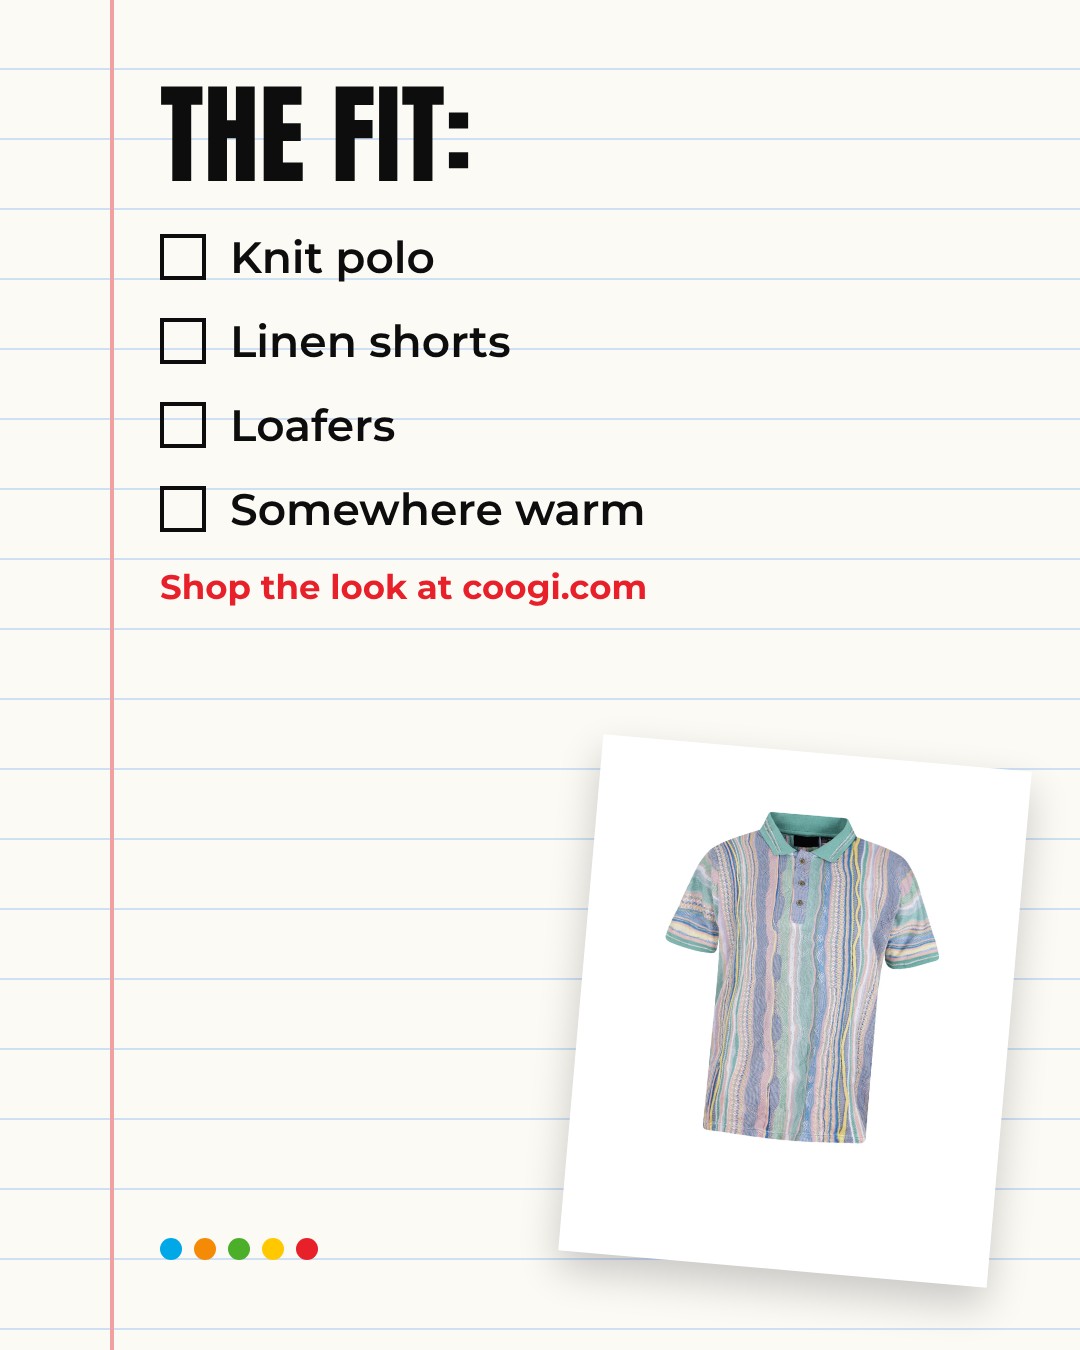 THE FIT:
Knit polo
Linen shorts
Loafers
Somewhere warm
Shop the look at coogi.com